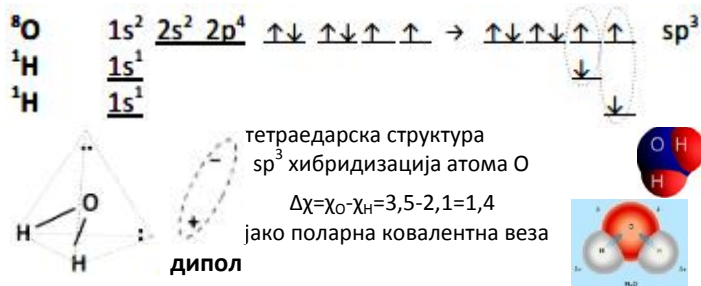 ⁸O 1s² 2s² 2p⁴ ↑↓ ↑↓ ↑ ↑ → ↑↓ ↑↓ ↑ ↑ sp³
¹H 1s¹ ↓
¹H 1s¹ ↓
тетраедарска структура
sp³ хибридизација атома O
Δχ=χO-χH=3,5-2,1=1,4
јако поларна ковалентна веза
дипол
−
+
O
H
H
O H
H
H₂O